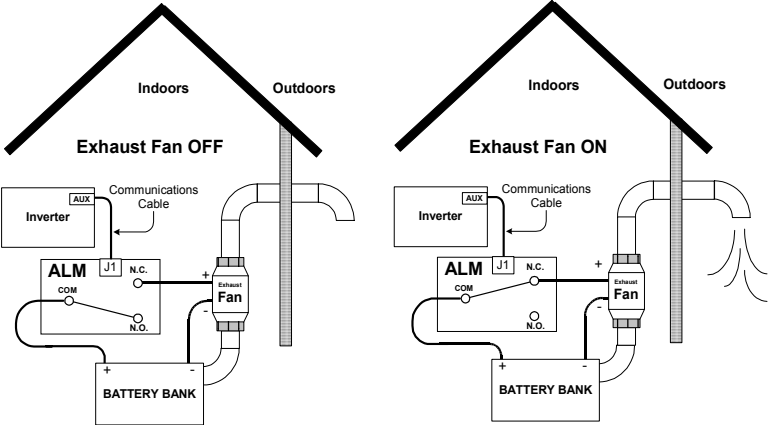 Indoors
Outdoors
Exhaust Fan OFF
AUX
Inverter
Communications
Cable
ALM
J1
N.C.
COM
N.O.
+
Exhaust
Fan
-
+
-
BATTERY BANK
Indoors
Outdoors
Exhaust Fan ON
AUX
Inverter
Communications
Cable
ALM
J1
N.C.
COM
N.O.
+
Exhaust
Fan
-
+
-
BATTERY BANK